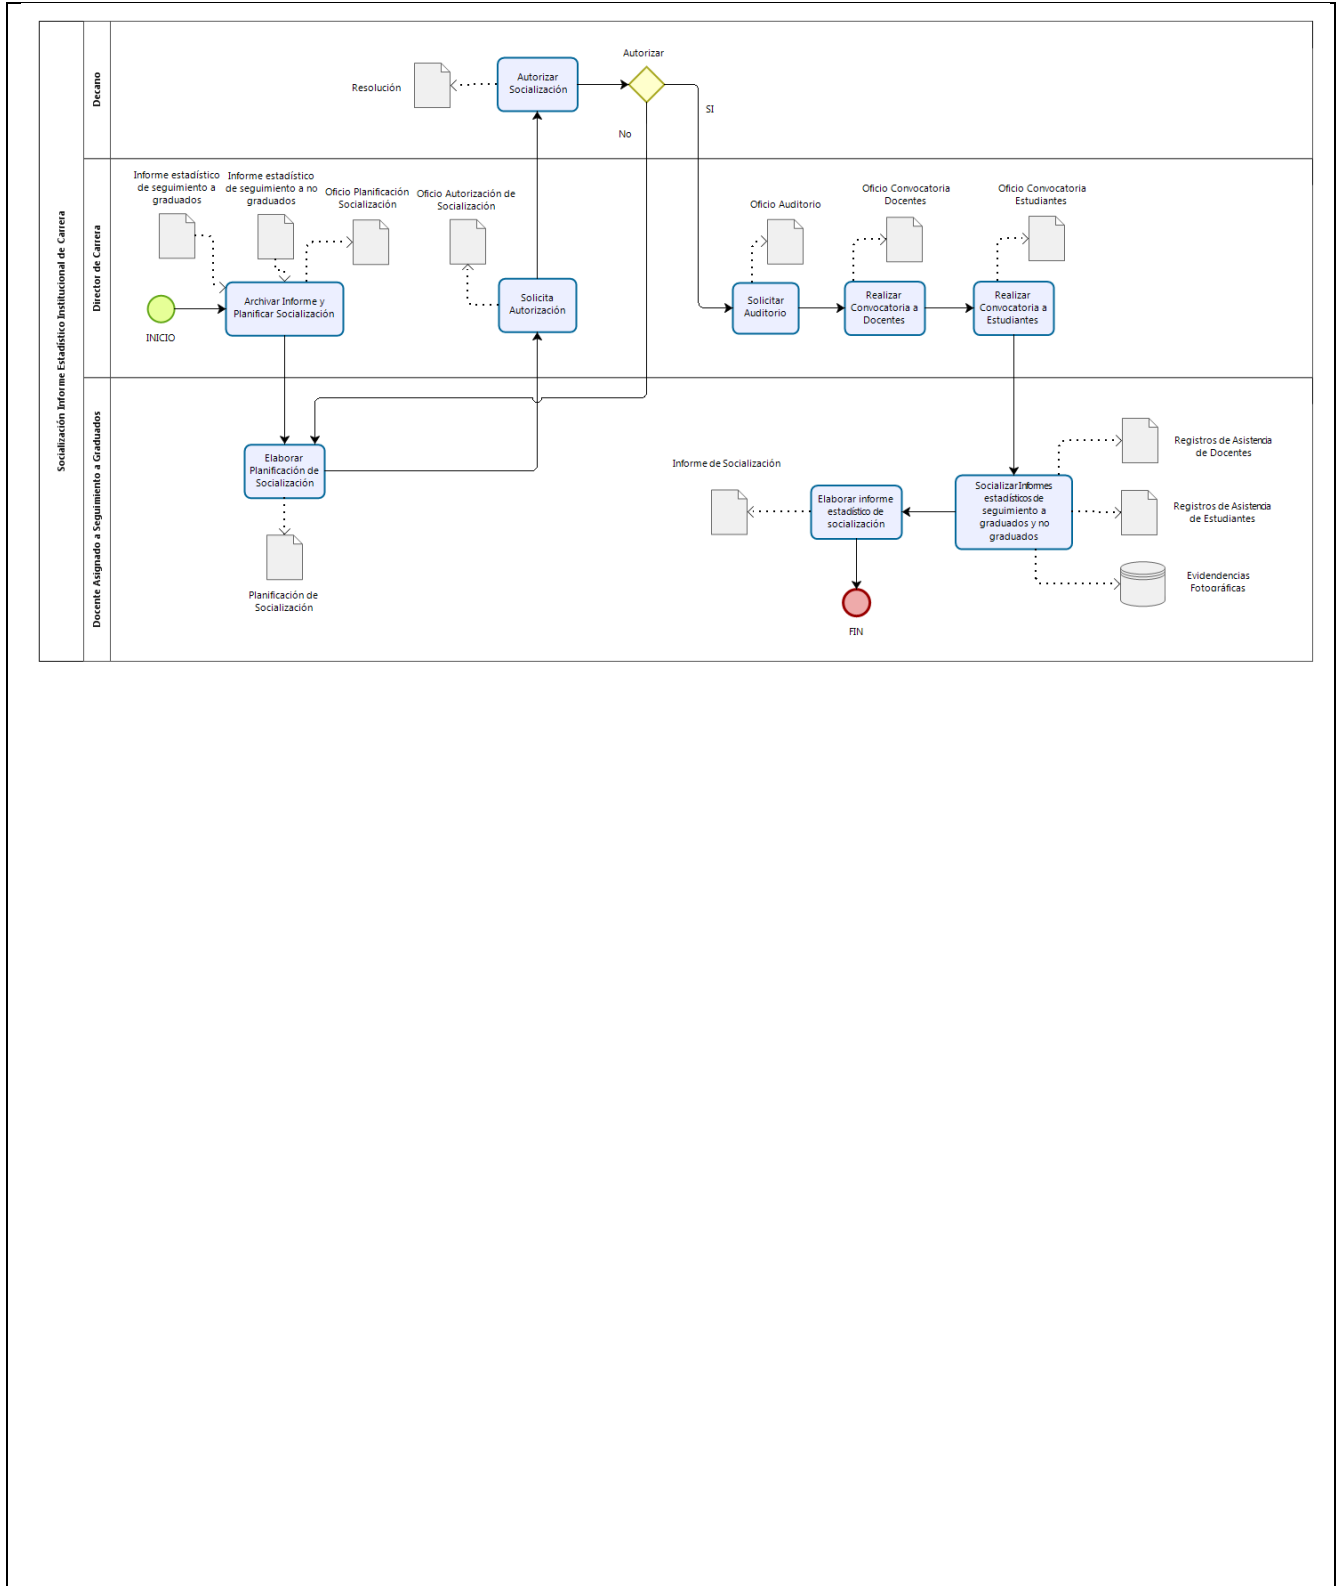 Socialización Informe Estadístico Institucional de Carrera
Decano
Autorizar
Resolución
Autorizar
Socialización
SI
No
Director de Carrera
Informe estadístico
de seguimiento a
graduados
Informe estadístico
de seguimiento a no
graduados
Oficio Planificación
Socialización
Oficio Autorización de
Socialización
Oficio Auditorio
Oficio Convocatoria
Docentes
Oficio Convocatoria
Estudiantes
INICIO
Archivar Informe y
Planificar Socialización
Solicita
Autorización
Solicitar
Auditorio
Realizar
Convocatoria a
Docentes
Realizar
Convocatoria a
Estudiantes
Docente Asignado a Seguimiento a Graduados
Elaborar
Planificación de
Socialización
Planificación de
Socialización
Informe de Socialización
Elaborar informe
estadístico de
socialización
Socializar Informes
estadísticos de
seguimiento a
graduados y no
graduados
Registros de Asistencia
de Docentes
Registros de Asistencia
de Estudiantes
Evidendencias
Fotográficas
FIN